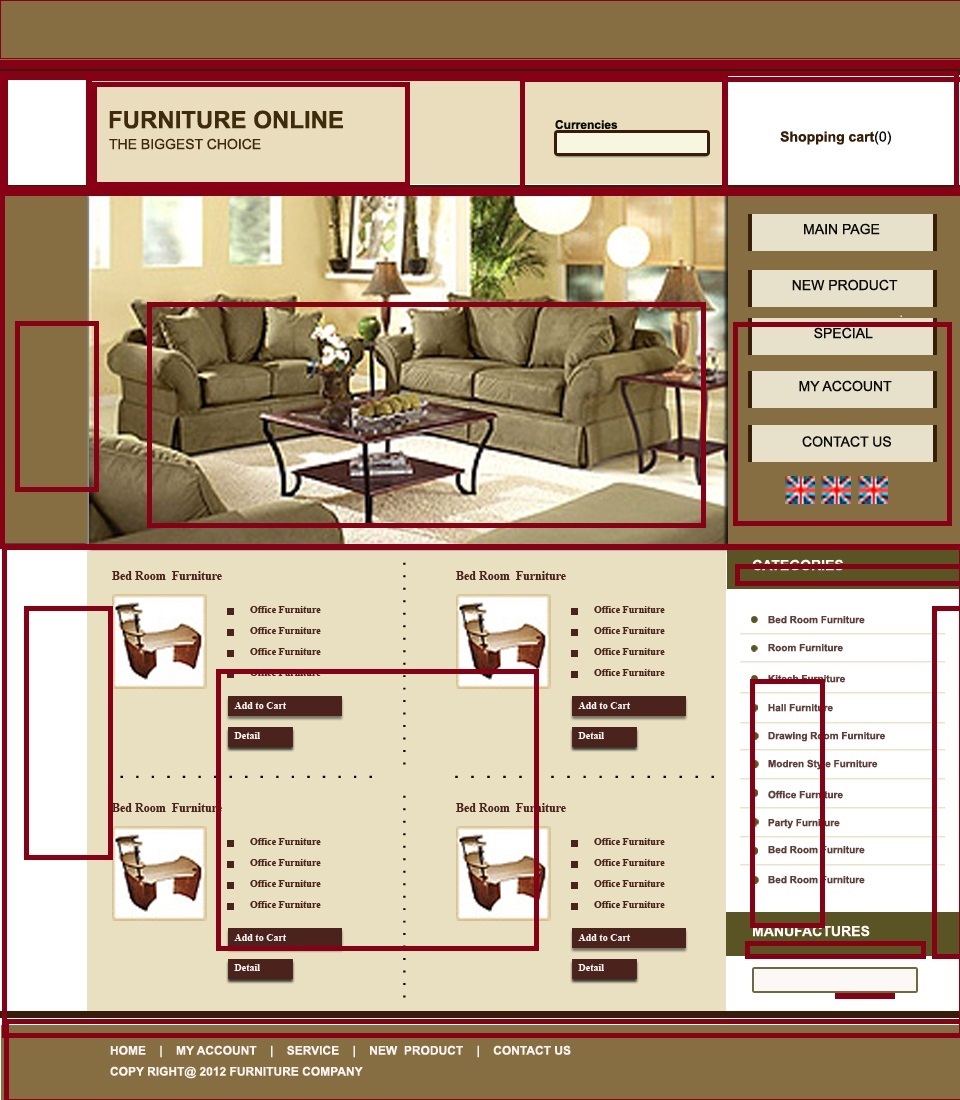 FURNITURE ONLINE
THE BIGGEST CHOICE
Currencies
Shopping cart(0)
MAIN PAGE
NEW PRODUCT
SPECIAL
MY ACCOUNT
CONTACT US
Bed Room Furniture
Office Furniture
Office Furniture
Office Furniture
Office Furniture
Add to Cart
Detail
Bed Room Furniture
Office Furniture
Office Furniture
Office Furniture
Office Furniture
Add to Cart
Detail
Bed Room Furniture
Office Furniture
Office Furniture
Office Furniture
Office Furniture
Add to Cart
Detail
Bed Room Furniture
Office Furniture
Office Furniture
Office Furniture
Office Furniture
Add to Cart
Detail
CATEGORIES
Bed Room Furniture
Room Furniture
Kitech Furniture
Hall Furniture
Drawing Room Furniture
Modren Style Furniture
Office Furniture
Party Furniture
Bed Room Furniture
Bed Room Furniture
MANUFACTURES
HOME | MY ACCOUNT | SERVICE | NEW PRODUCT | CONTACT US
COPY RIGHT@ 2012 FURNITURE COMPANY